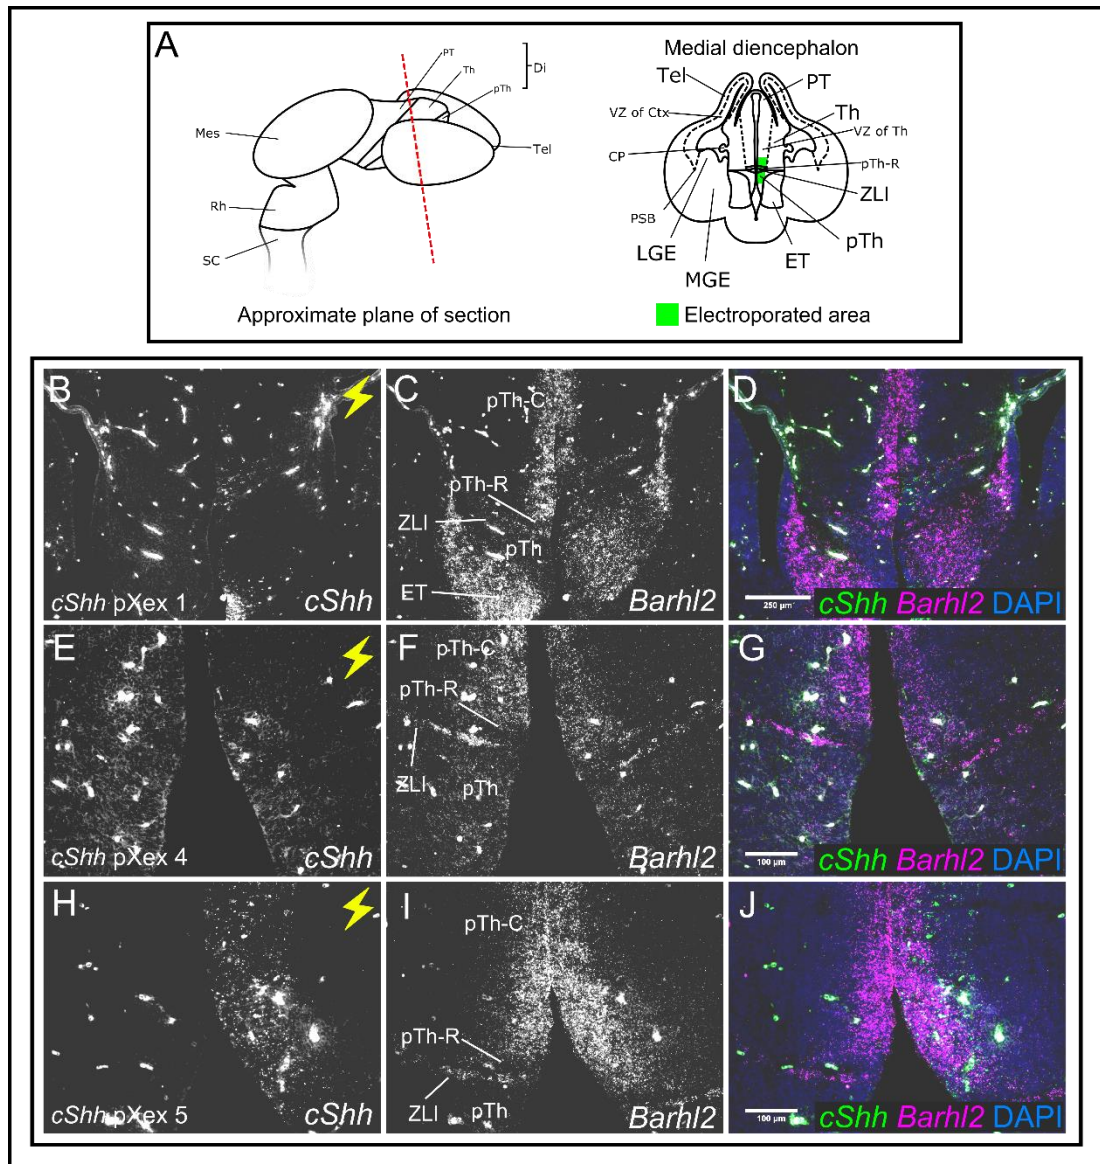 A
PT
Th
Di
pTh
Mes
Tel
Rh
SC
Approximate plane of section
Medial diencephalon
Tel
PT
VZ of Ctx
Th
VZ of Th
CP
pTh-R
ZLI
PSB
pTh
LGE
ET
MGE
Electroporated area
B
cShh pXex 1
cShh
C
pTh-C
pTh-R
ZLI
pTh
ET
Barhl2
D
250 µm
cShh Barhl2 DAPI
E
cShh pXex 4
cShh
F
pTh-C
pTh-R
ZLI
pTh
Barhl2
G
100 µm
cShh Barhl2 DAPI
H
cShh pXex 5
cShh
I
pTh-C
pTh-R
ZLI
pTh
Barhl2
J
100 µm
cShh Barhl2 DAPI